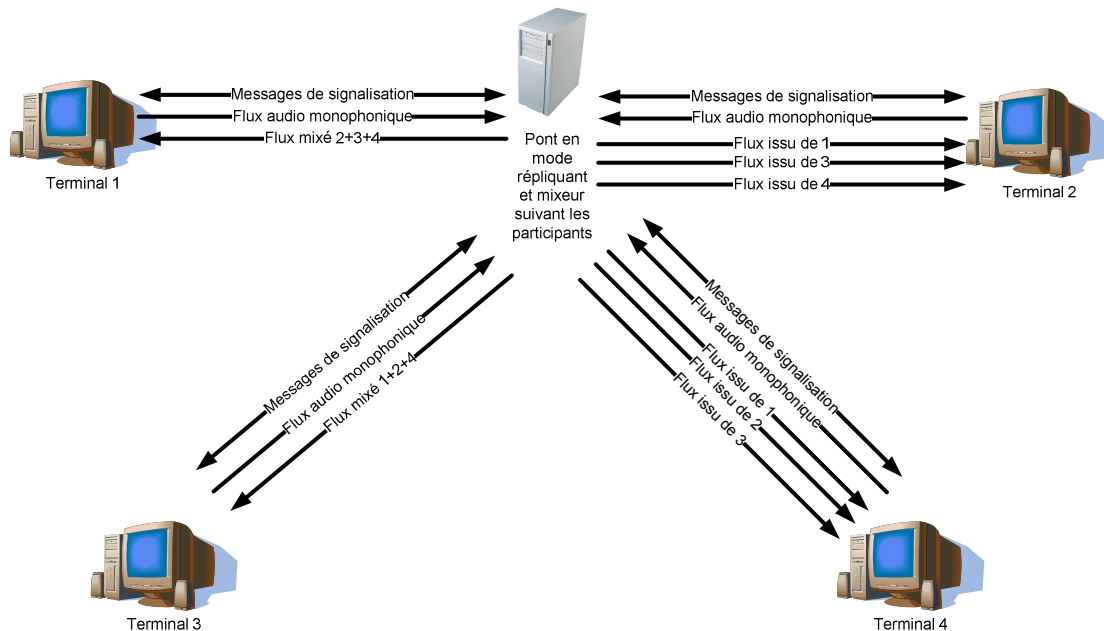 Messages de signalisation
Flux audio monophonique
Flux mixé 2+3+4
Terminal 1
Pont en
mode
répliquant
et mixeur
suivant les
participants
Messages de signalisation
Flux audio monophonique
Flux issu de 1
Flux issu de 3
Flux issu de 4
Terminal 2
Messages de signalisation
Flux audio monophonique
Flux mixé 1+2+4
Terminal 3
Messages de signalisation
Flux audio monophonique
Flux issu de 1
Flux issu de 2
Flux issu de 3
Terminal 4